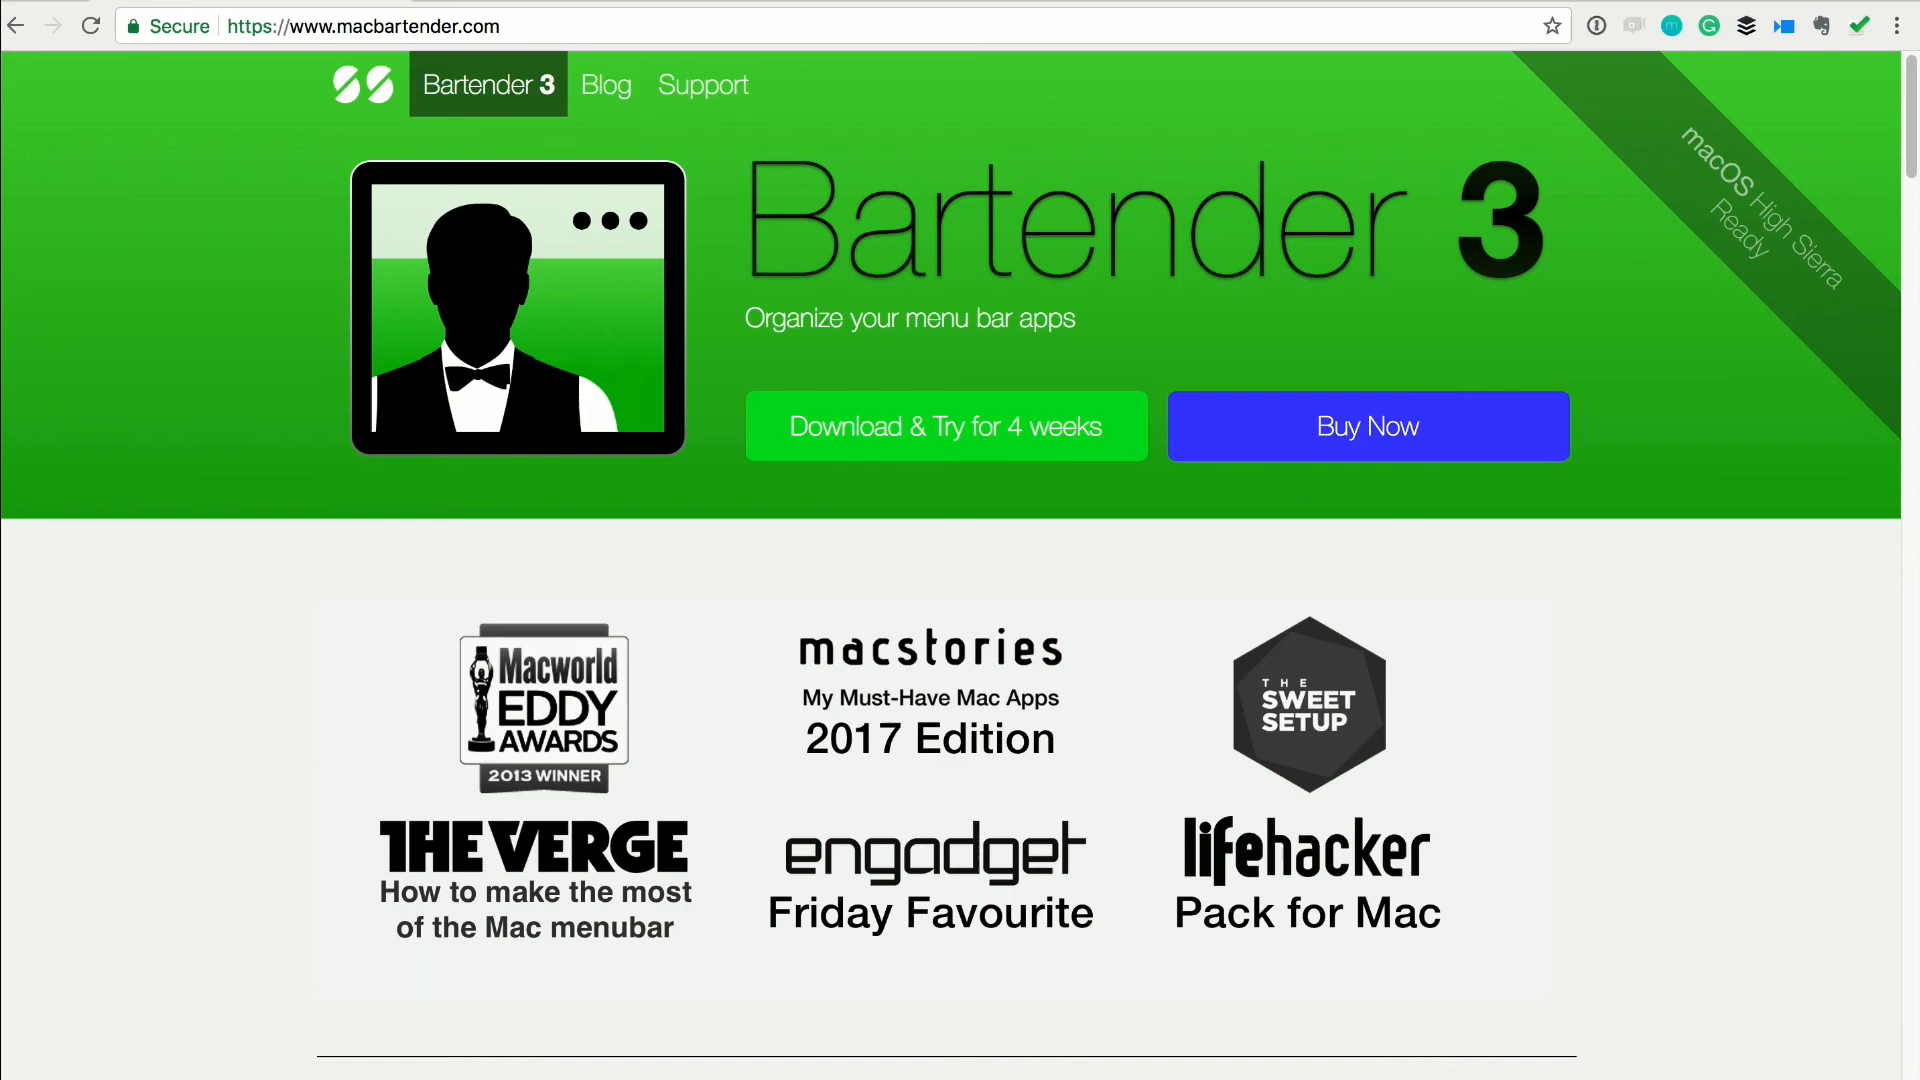 Secure https://www.macbartender.com
Bartender 3 Blog Support
macOS High Sierra
Ready
Bartender 3
Organize your menu bar apps
Download & Try for 4 weeks
Buy Now
Macworld
EDDY
AWARDS
2013 WINNER
macstories
My Must-Have Mac Apps
2017 Edition
THE
SWEET
SETUP
THE VERGE
How to make the most
of the Mac menubar
engadget
Friday Favourite
lifehacker
Pack for Mac